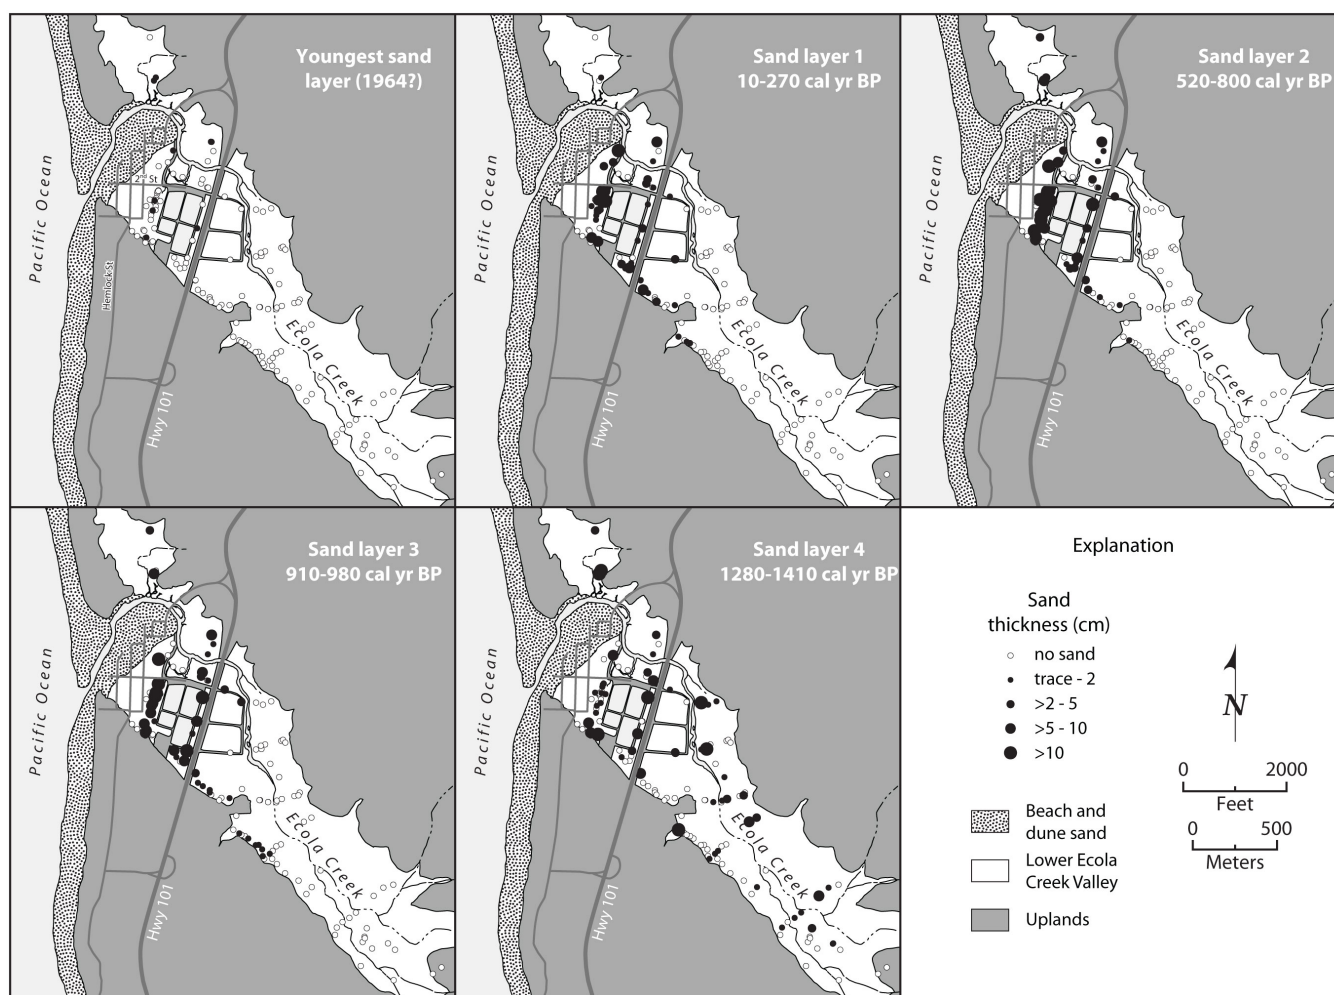 Youngest sand
layer (1964?)
Pacific Ocean
2nd St
Hemlock St
Hwy 101
Ecola Creek
Sand layer 1
10-270 cal yr BP
Pacific Ocean
Hwy 101
Ecola Creek
Sand layer 2
520-800 cal yr BP
Pacific Ocean
Hwy 101
Ecola Creek
Sand layer 3
910-980 cal yr BP
Pacific Ocean
Hwy 101
Ecola Creek
Sand layer 4
1280-1410 cal yr BP
Pacific Ocean
Hwy 101
Ecola Creek
Explanation
Sand
thickness (cm)
no sand
trace - 2
>2 - 5
>5 - 10
>10
Beach and
dune sand
Lower Ecola
Creek Valley
Uplands
N
0 2000
Feet
0 500
Meters